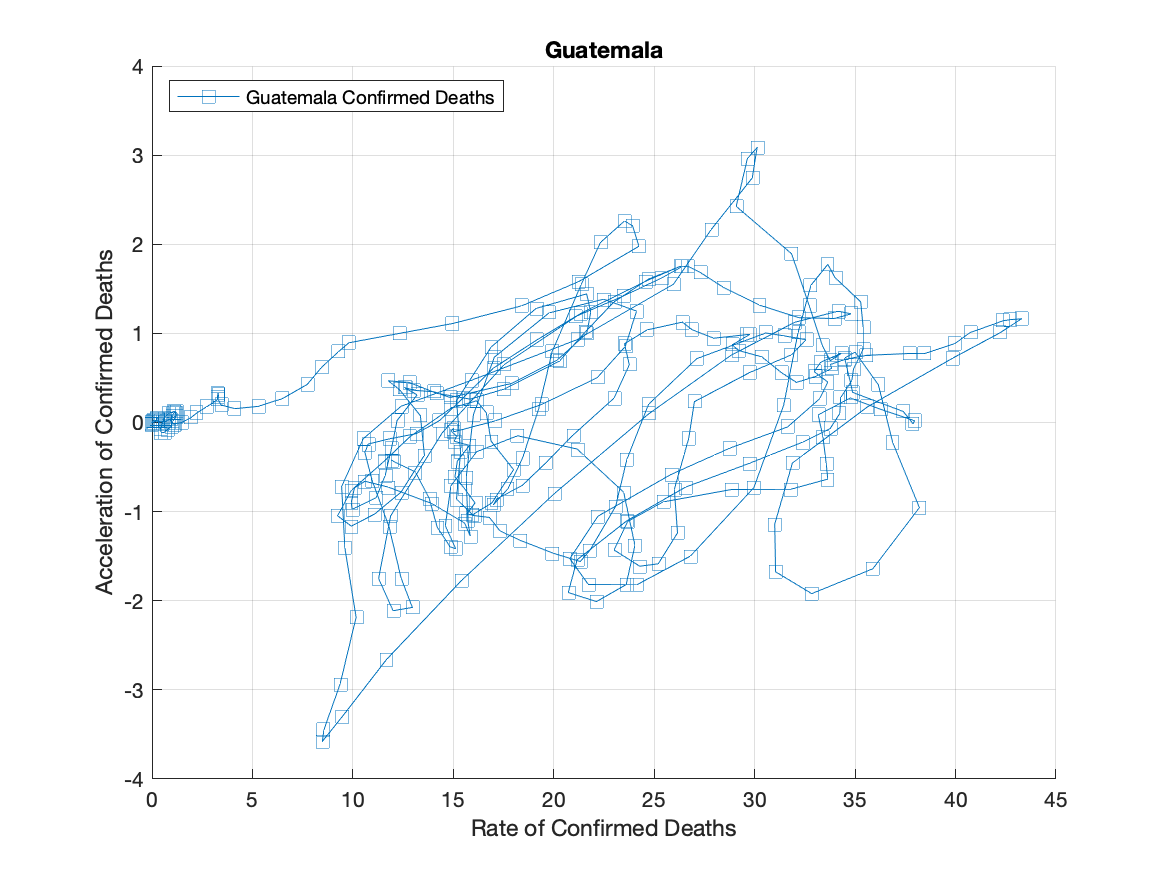 Guatemala
Guatemala Confirmed Deaths
4
3
2
1
0
-1
-2
-3
-4
Acceleration of Confirmed Deaths
0 5 10 15 20 25 30 35 40 45
Rate of Confirmed Deaths